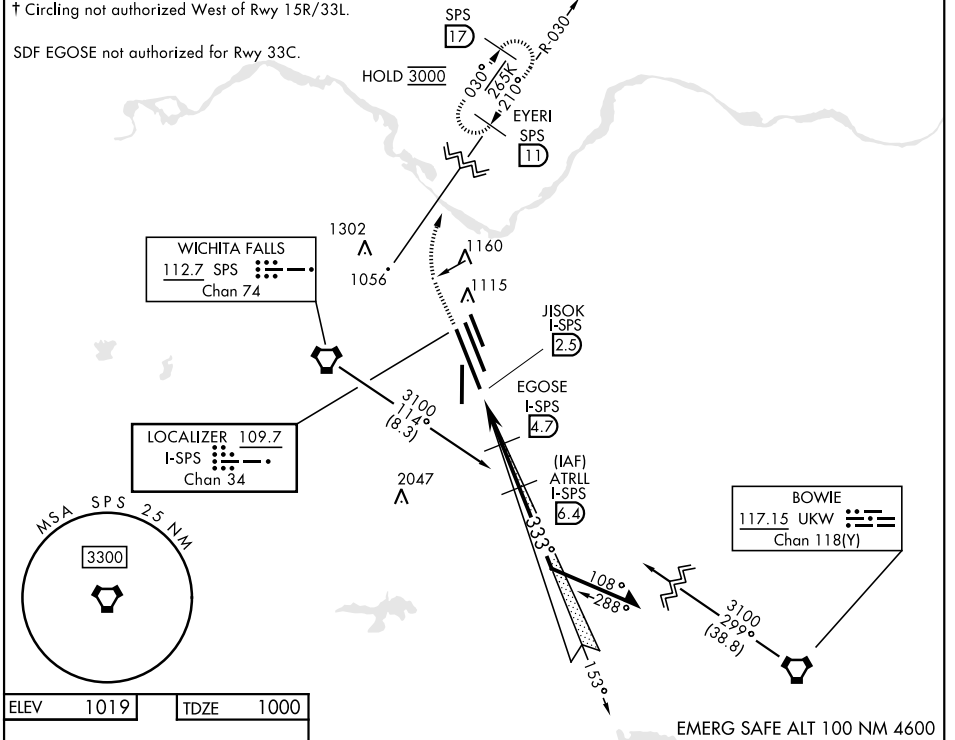 † Circling not authorized West of Rwy 15R/33L.
SDF EGOSE not authorized for Rwy 33C.
SPS
17
R-030
HOLD 3000
030°
265K
210°
EYERI
SPS
11
1302
1056
1160
1115
WICHITA FALLS
112.7 SPS
Chan 74
JISOK
I-SPS
2.5
3100
114°
(8.3)
EGOSE
I-SPS
4.7
LOCALIZER 109.7
I-SPS
Chan 34
2047
(IAF)
ATRLL
I-SPS
6.4
BOWIE
117.15 UKW
Chan 118(Y)
MSA SPS 25 NM
3300
333°
108°
288°
3100
299°
(38.8)
153°
ELEV 1019
TDZE 1000
EMERG SAFE ALT 100 NM 4600